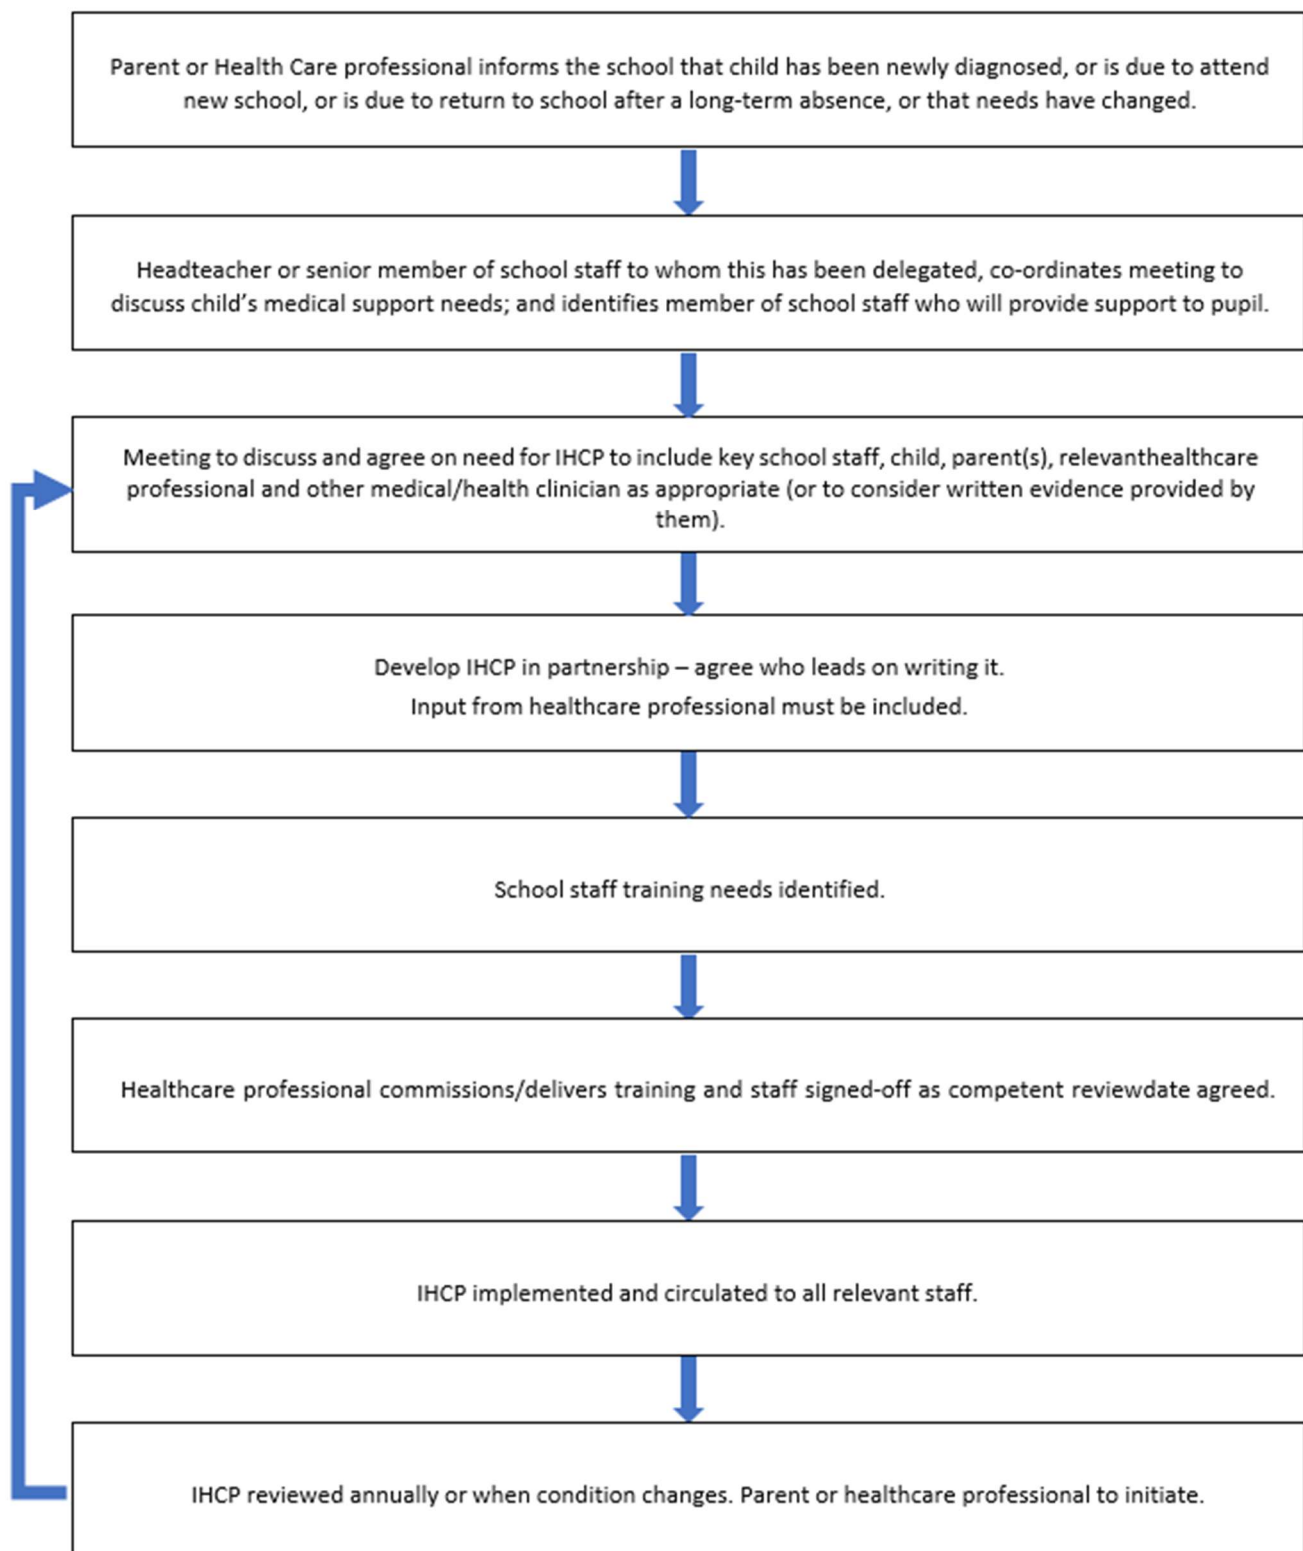 Parent or Health Care professional informs the school that child has been newly diagnosed, or is due to attend
new school, or is due to return to school after a long-term absence, or that needs have changed.
Headteacher or senior member of school staff to whom this has been delegated, co-ordinates meeting to
discuss child's medical support needs; and identifies member of school staff who will provide support to pupil.
Meeting to discuss and agree on need for IHCP to include key school staff, child, parent(s), relevanthealthcare
professional and other medical/health clinician as appropriate (or to consider written evidence provided by
them).
Develop IHCP in partnership – agree who leads on writing it.
Input from healthcare professional must be included.
School staff training needs identified.
Healthcare professional commissions/delivers training and staff signed-off as competent reviewdate agreed.
IHCP implemented and circulated to all relevant staff.
IHCP reviewed annually or when condition changes. Parent or healthcare professional to initiate.